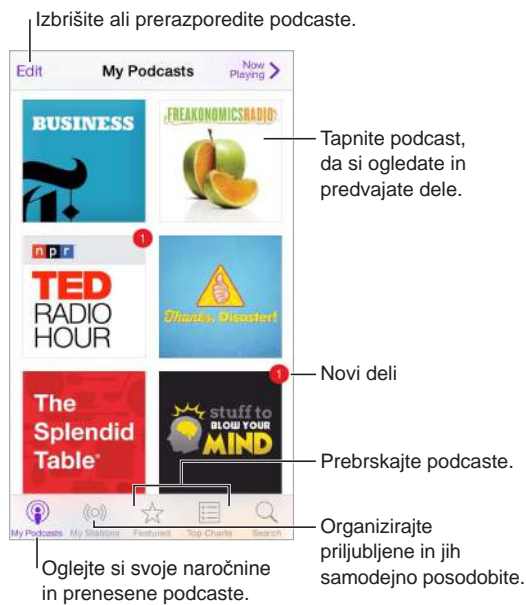 Izbrišite ali prerazporedite podcaste.
Edit
My Podcasts
Now
Playing
BUSINESS
FREAKONOMICSRADIO
Tapnite podcast,
da si ogledate in
predvajate dele.
npr
1
TED
RADIO
HOUR
Thanks, Disaster!
Novi deli
1
The
Splendid
Table
stuff to
BLOW YOUR
MIND
Prebrskajte podcaste.
My Podcasts
My Stations
Featured
Top Charts
Search
Organizirajte
priljubljene in jih
samodejno posodobite.
Oglejte si svoje naročnine
in prenesene podcaste.